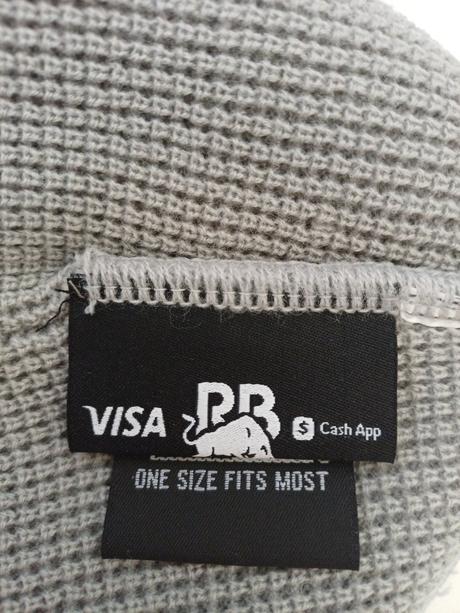 VISA RB Cash App
ONE SIZE FITS MOST